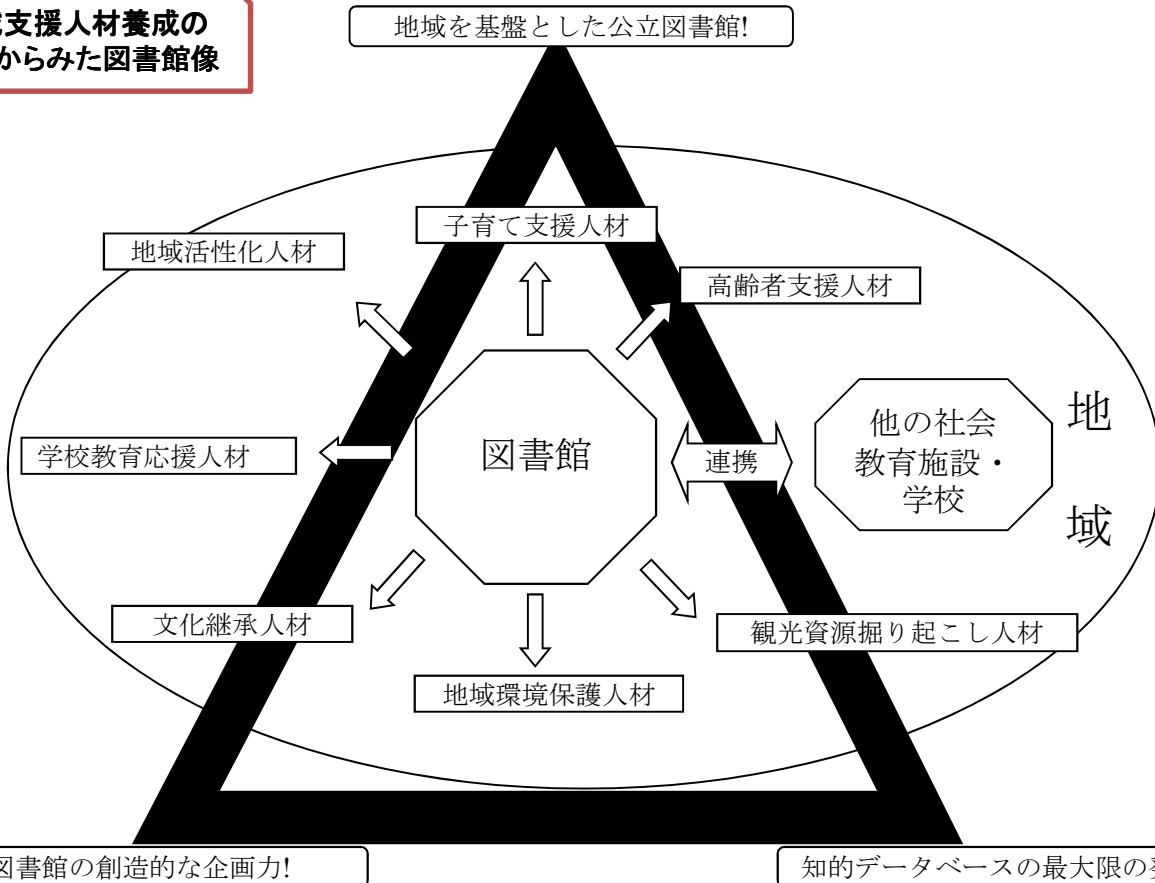 支援人材養成の
からみた図書館像
地域を基盤とした公立図書館!
子育て支援人材
地域活性化人材
高齢者支援人材
学校教育応援人材
図書館
連携
他の社会
教育施設・
学校
地
域
文化継承人材
観光資源掘り起こし人材
地域環境保護人材
図書館の創造的な企画力!
知的データベースの最大限の